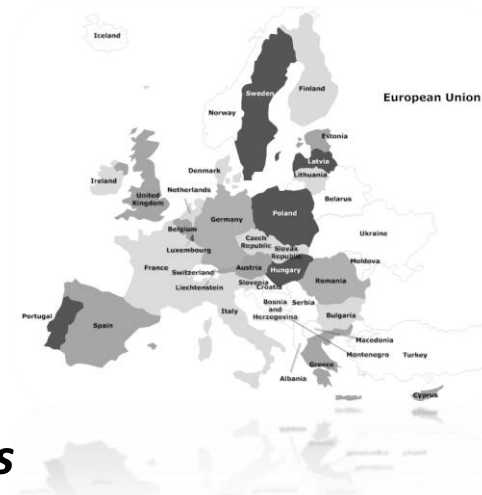 Iceland
Sweden
Finland
European Union
Norway
Estonia
Latvia
Denmark
Lithuania
Ireland
United
Kingdom
Netherlands
Belarus
Poland
Germany
Belgium
Ukraine
Luxembourg
Czech
Republic
Slovak
Republic
Moldova
France
Switzerland
Austria
Hungary
Romania
Liechtenstein
Slovenia
Croatia
Bosnia
and
Herzegovina
Serbia
Portugal
Spain
Italy
Bulgaria
Macedonia
Montenegro
Turkey
Albania
Greece
Cyprus
s